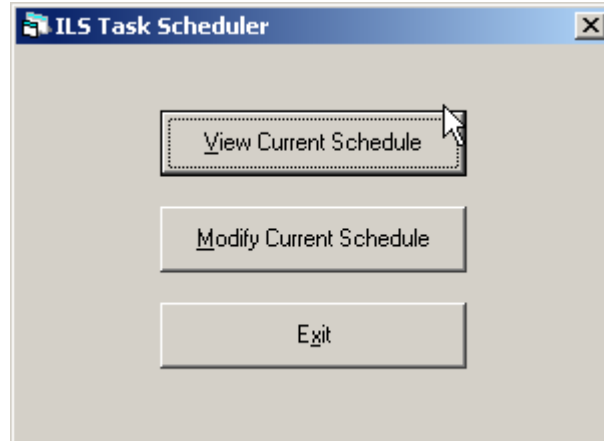 ILS Task Scheduler
View Current Schedule
Modify Current Schedule
Exit